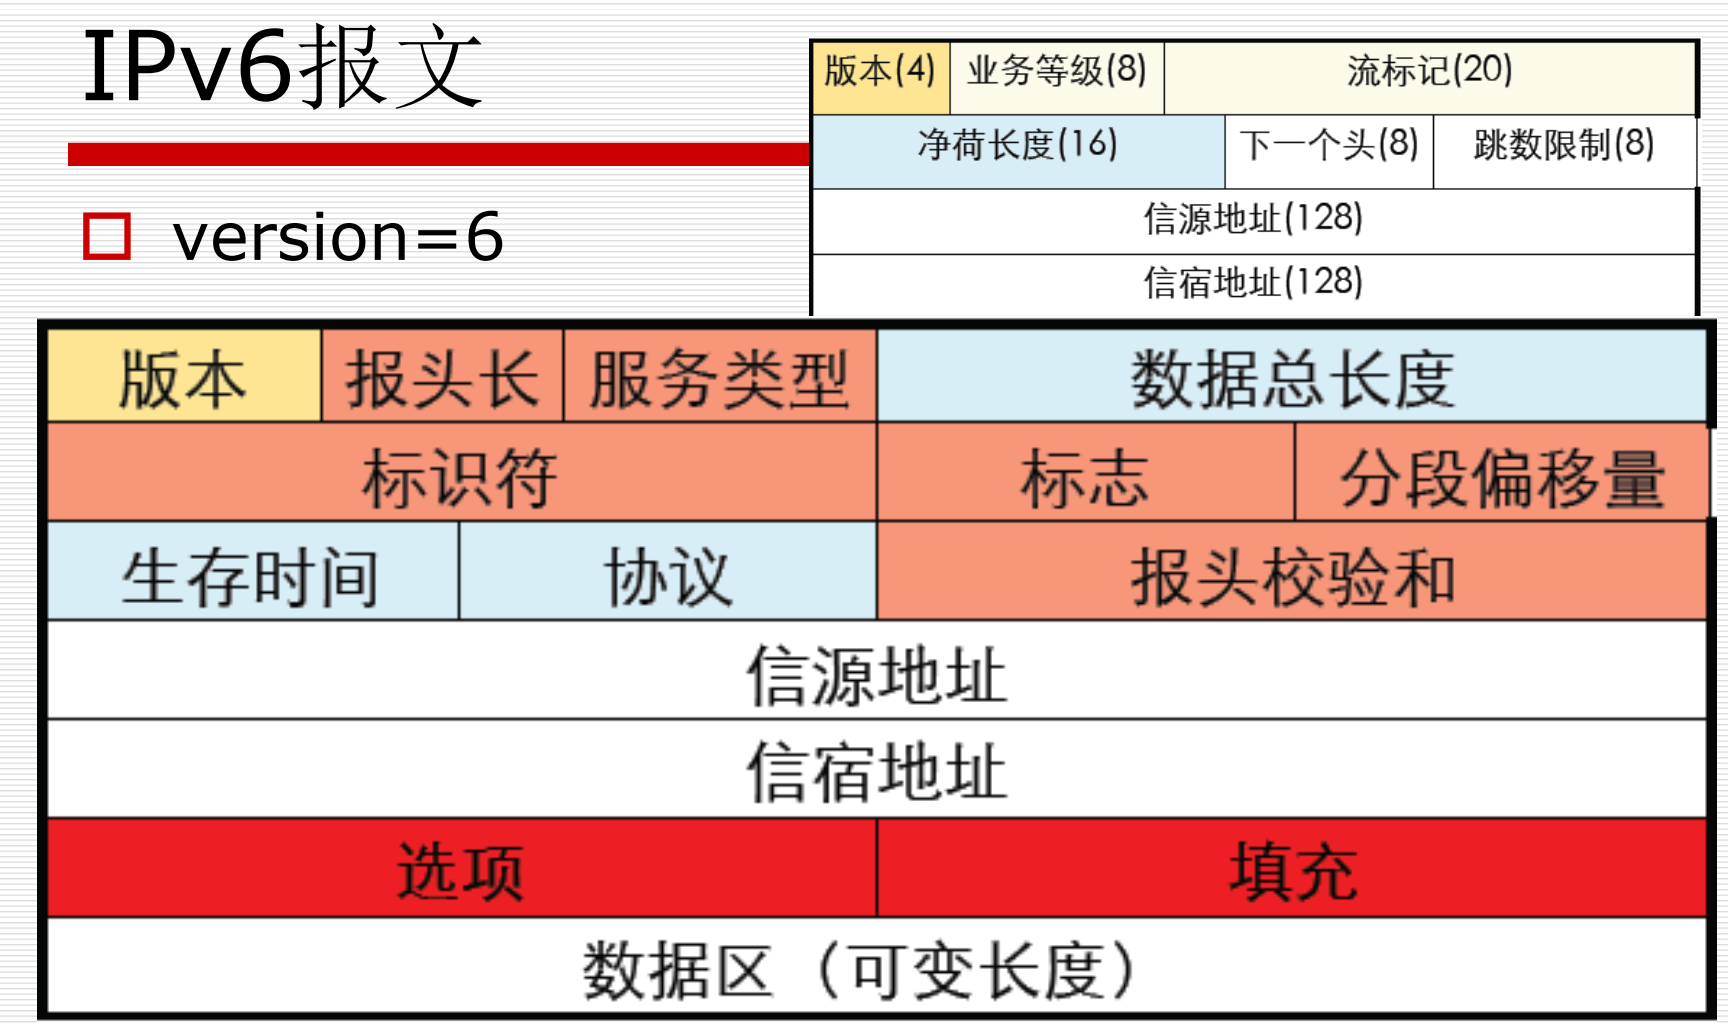 IPv6报文
version=6
版本(4) 业务等级(8) 流标记(20)
净荷长度(16) 下一个头(8) 跳数限制(8)
信源地址(128)
信宿地址(128)
版本 报头长 服务类型 数据总长度
标识符 标志 分段偏移量
生存时间 协议 报头校验和
信源地址
信宿地址
选项 填充
数据区（可变长度）